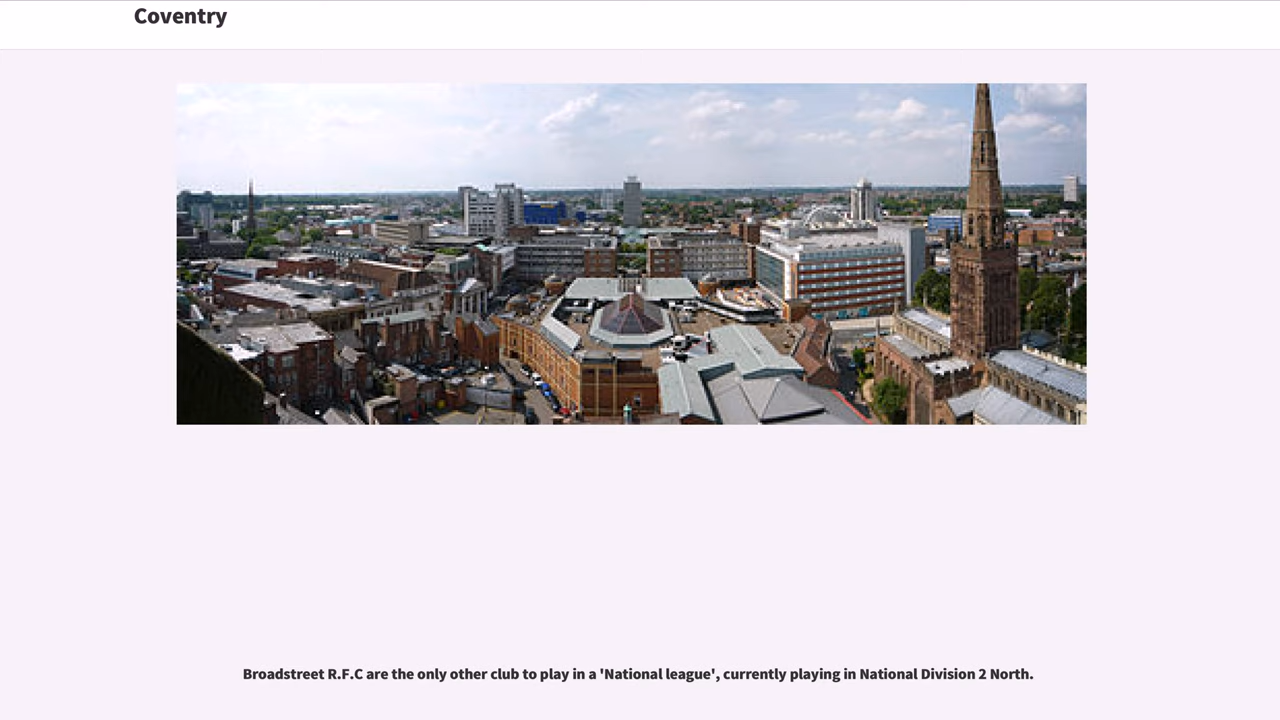 Coventry
Broadstreet R.F.C are the only other club to play in a 'National league', currently playing in National Division 2 North.